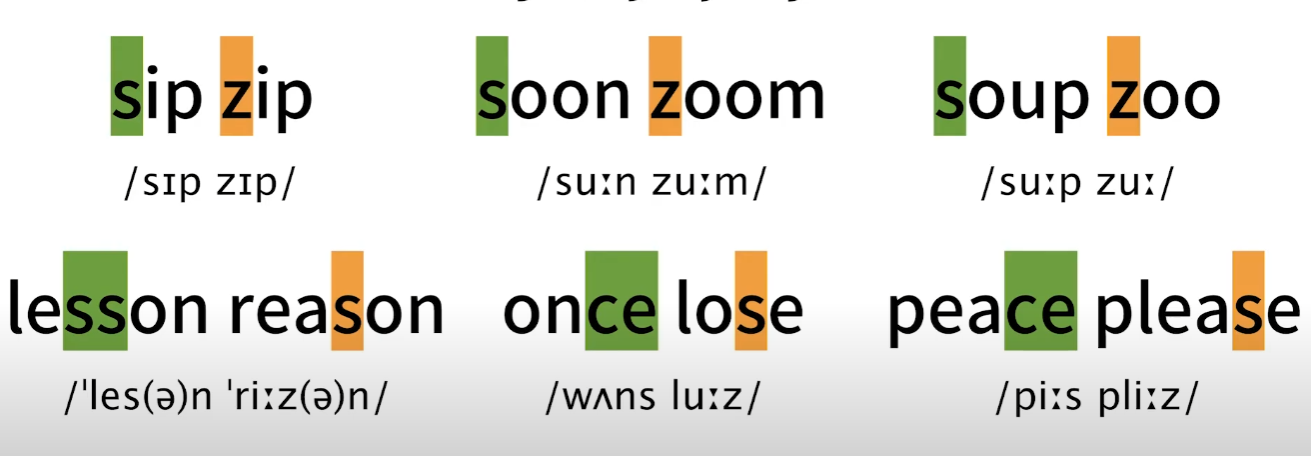 sip zip soon zoom soup zoo
/sɪp zɪp/ /suːn zuːm/ /suːp zuː/
lesson reason once lose peace please
/ˈles(ə)n ˈriːz(ə)n/ /wʌns luːz/ /piːs pliːz/